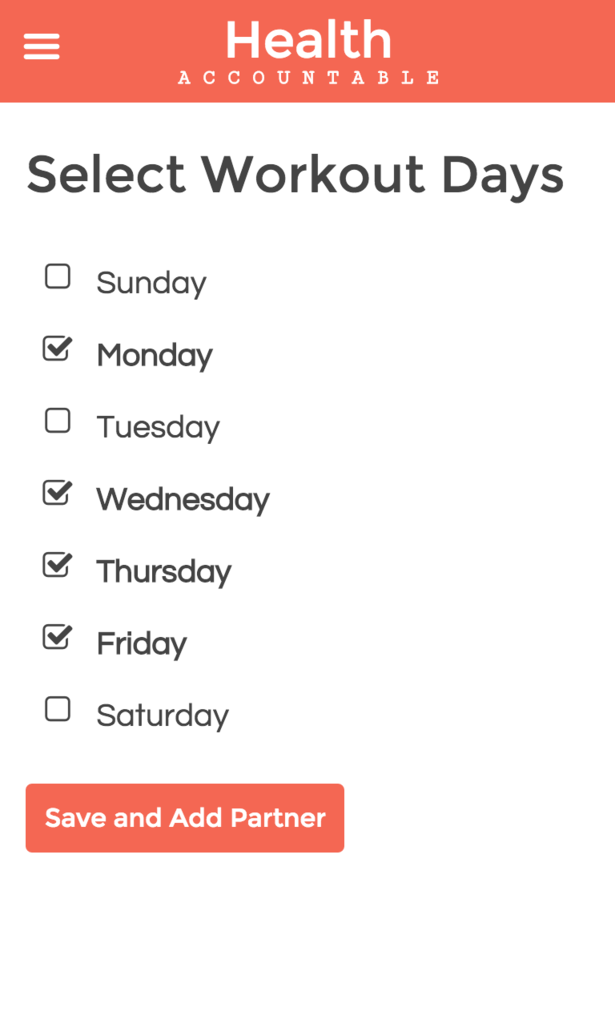 Health
ACCOUNTABLE
Select Workout Days
Sunday
Monday
Tuesday
Wednesday
Thursday
Friday
Saturday
Save and Add Partner